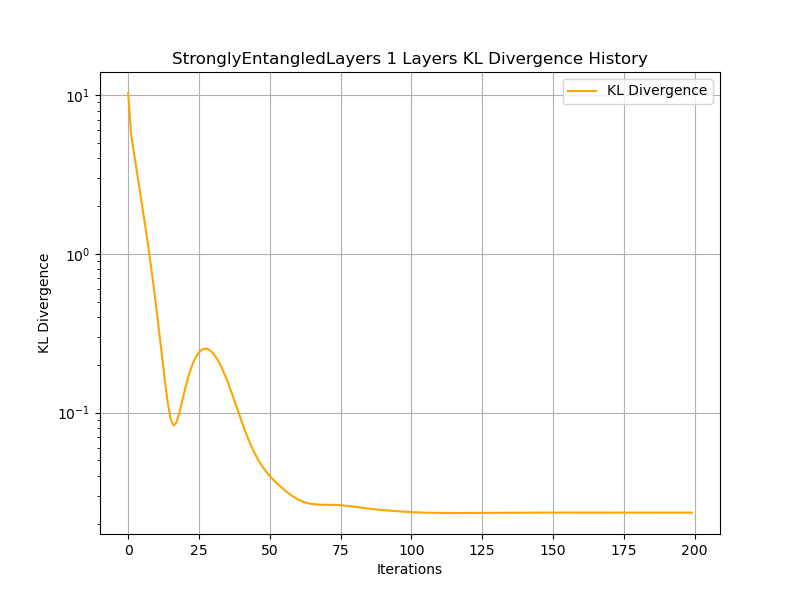 StronglyEntangledLayers 1 Layers KL Divergence History
KL Divergence
10¹
10⁰
10⁻¹
KL Divergence
0 25 50 75 100 125 150 175 200
Iterations